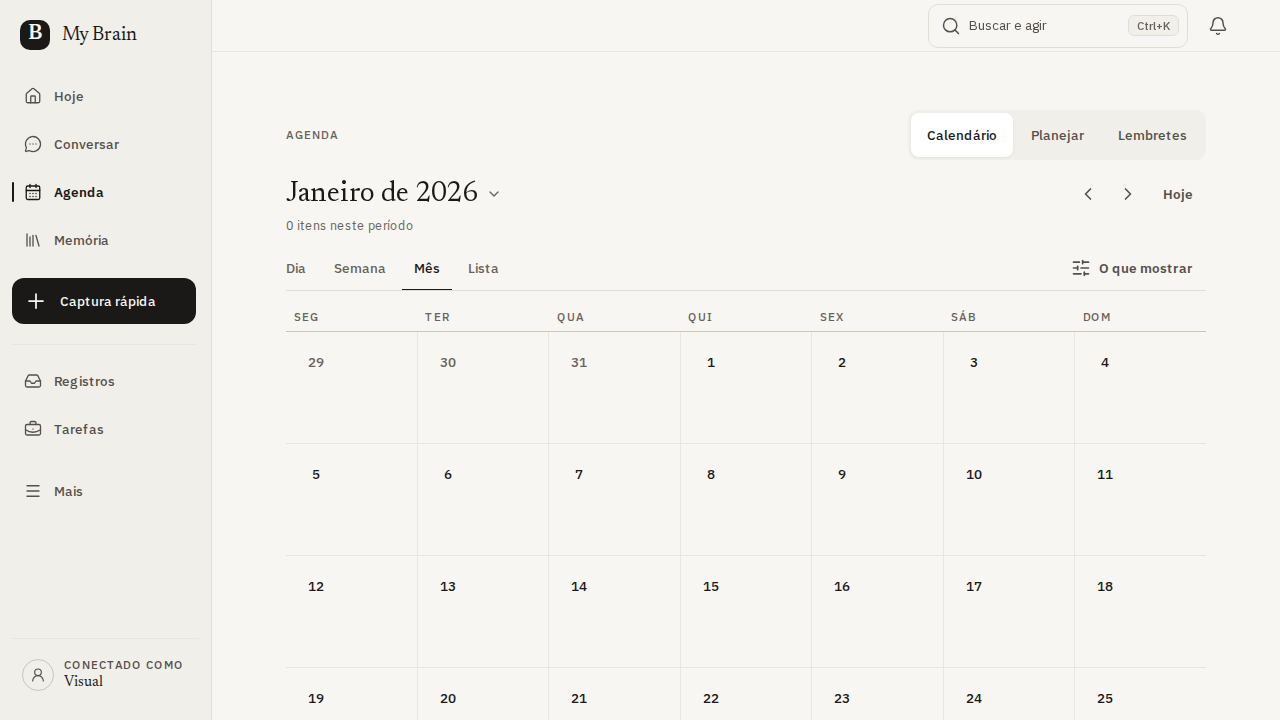 B My Brain
Hoje
Conversar
Agenda
Memória
Captura rápida
Registros
Tarefas
Mais
CONECTADO COMO
Visual
Buscar e agir Ctrl+K
AGENDA
Calendário Planejar Lembretes
Janeiro de 2026
Hoje
0 itens neste período
Dia Semana Mês Lista
O que mostrar
SEG TER QUA QUI SEX SÁB DOM
29 30 31 1 2 3 4
5 6 7 8 9 10 11
12 13 14 15 16 17 18
19 20 21 22 23 24 25